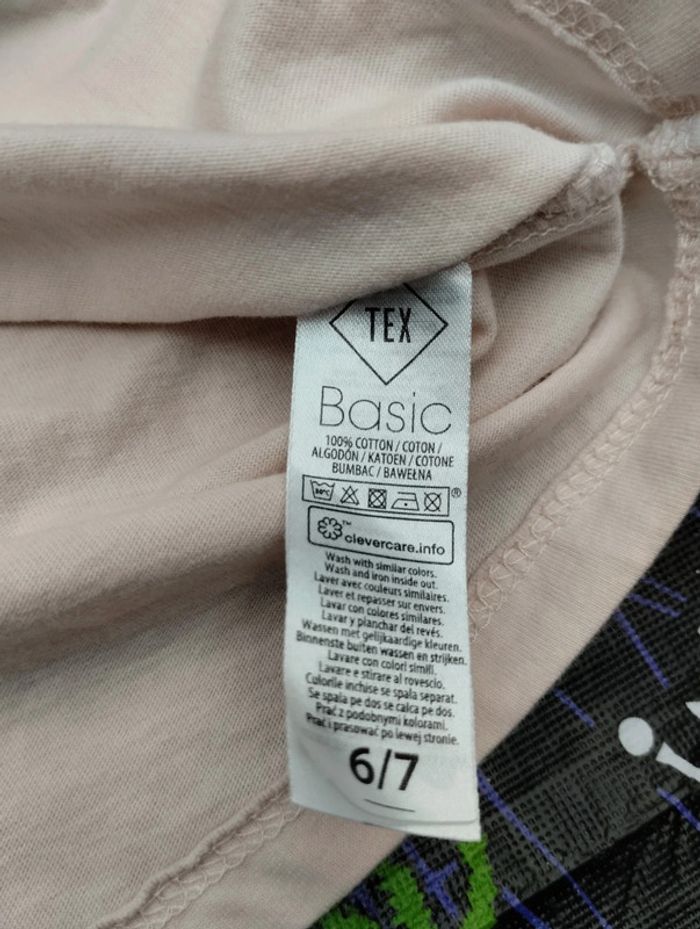 TEX
Basic
100% COTTON / COTON /
ALGODÓN / KATOEN / COTONE
BUMBAC / BAWEŁNA
30°C
®
™
clevercare.info
Wash with similar colors.
Wash and iron inside out.
Laver avec couleurs similaires.
Laver et repasser sur envers.
Lavar con colores similares.
Lavar y planchar del revés.
Wassen met gelijkaardige kleuren.
Binnenste buiten wassen en strijken.
Lavare con colori simili.
Lavare e stirare al rovescio.
Culorile inchise se spala separat.
Se spala pe dos se calca pe dos.
Prać z podobnymi kolorami.
Prać i prasować po lewej stronie.
6/7